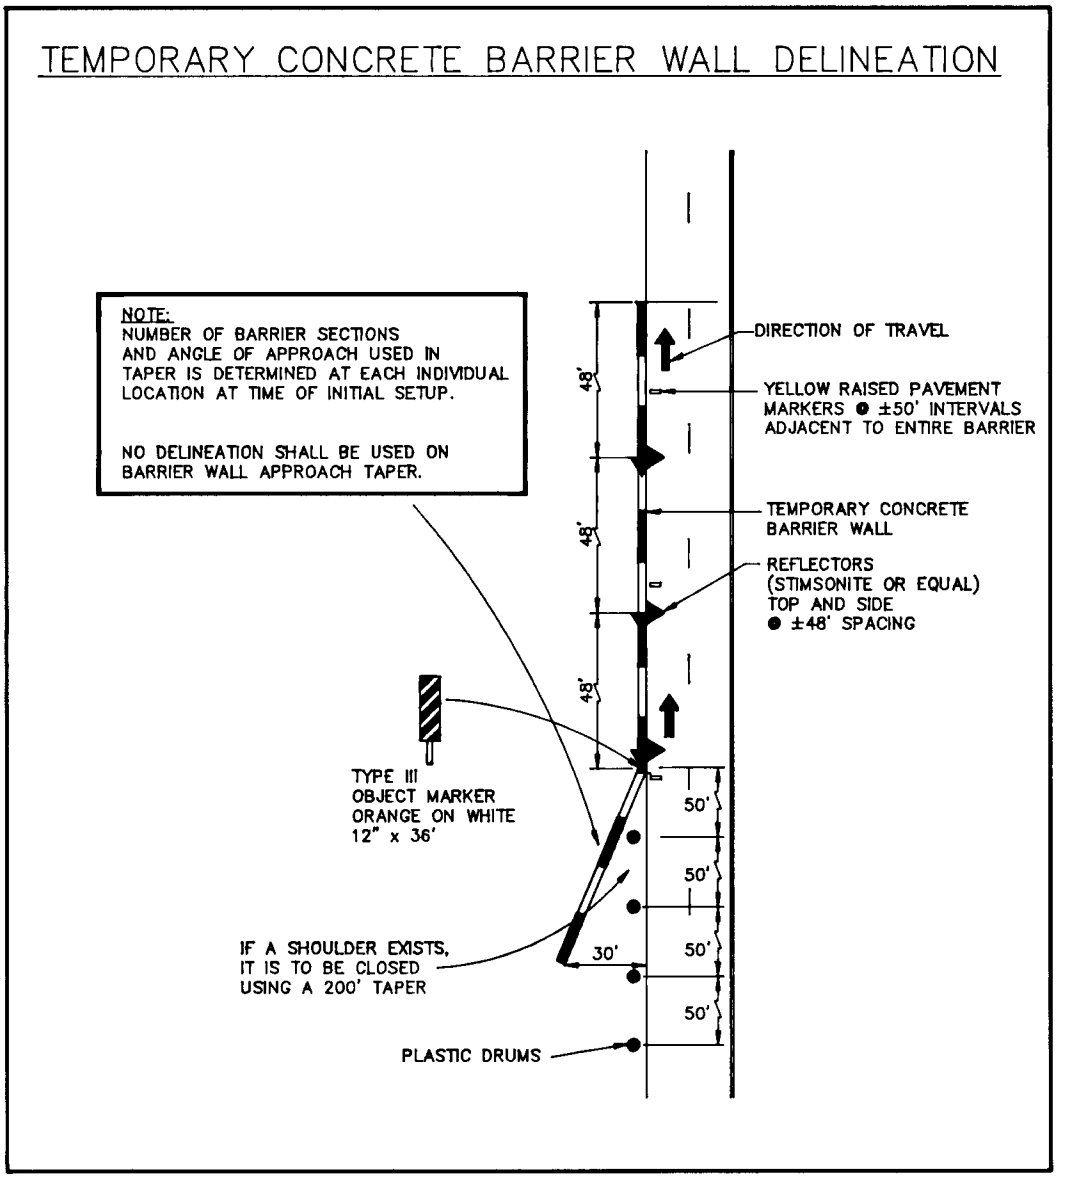 TEMPORARY CONCRETE BARRIER WALL DELINEATION
NOTE:
NUMBER OF BARRIER SECTIONS
AND ANGLE OF APPROACH USED IN
TAPER IS DETERMINED AT EACH INDIVIDUAL
LOCATION AT TIME OF INITIAL SETUP.
NO DELINEATION SHALL BE USED ON
BARRIER WALL APPROACH TAPER.
48'
48'
48'
DIRECTION OF TRAVEL
YELLOW RAISED PAVEMENT
MARKERS @ ±50' INTERVALS
ADJACENT TO ENTIRE BARRIER
TEMPORARY CONCRETE
BARRIER WALL
REFLECTORS
(STIMSONITE OR EQUAL)
TOP AND SIDE
@ ±48' SPACING
TYPE III
OBJECT MARKER
ORANGE ON WHITE
12" x 36'
50'
50'
50'
50'
30'
IF A SHOULDER EXISTS,
IT IS TO BE CLOSED
USING A 200' TAPER
PLASTIC DRUMS